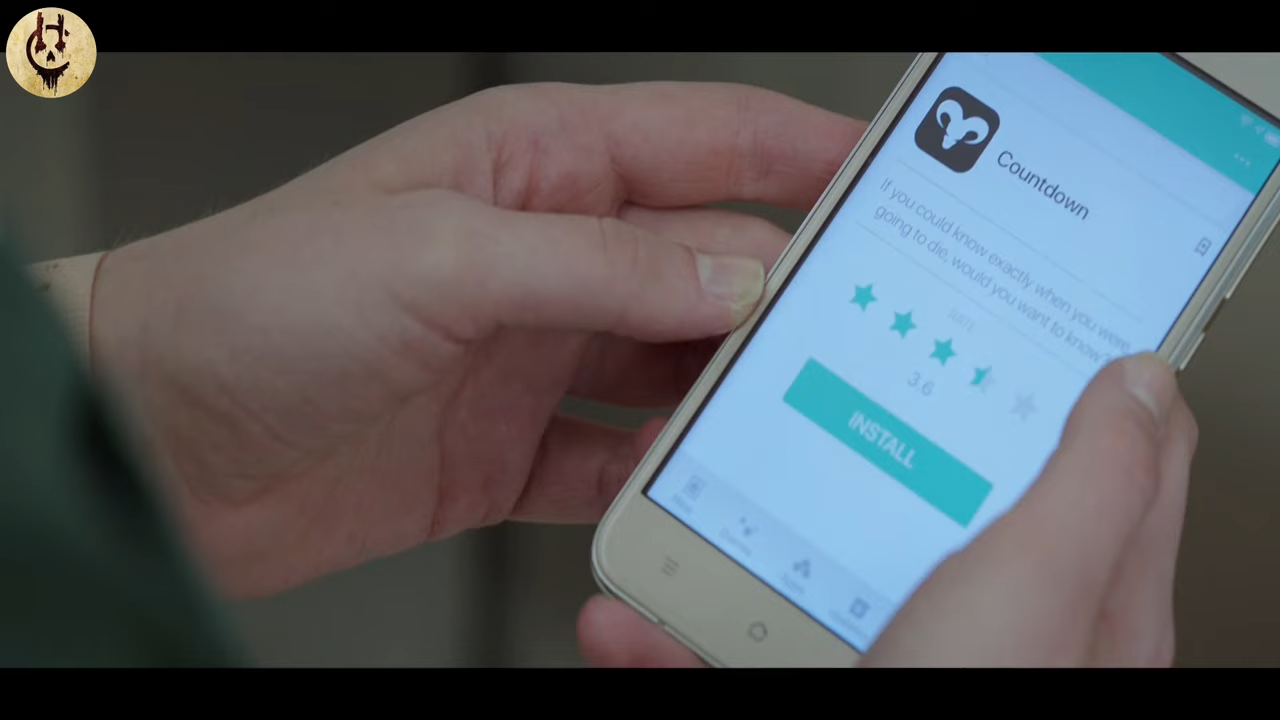 Countdown
If you could know exactly when you were
going to die, would you want to know?
RATE
3.6
INSTALL